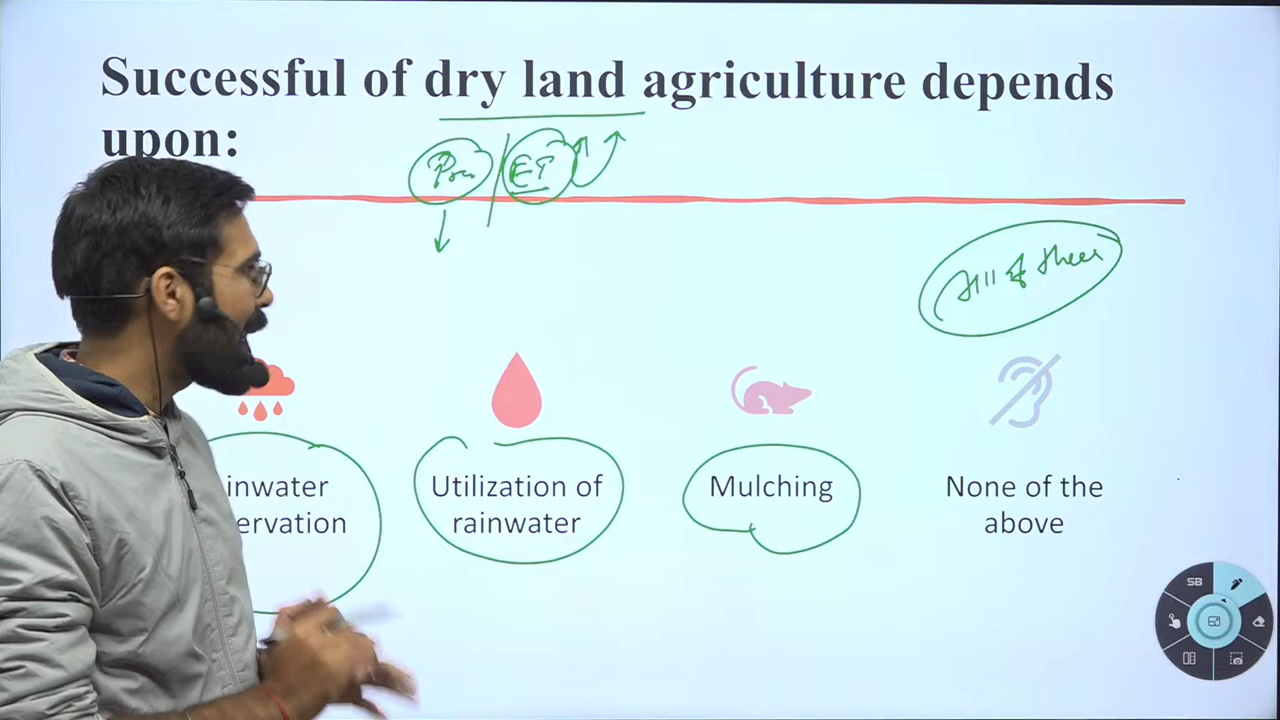 Successful of dry land agriculture depends
upon:
ET
All of these
inwater
ervation
Utilization of
rainwater
Mulching
None of the
above
SB